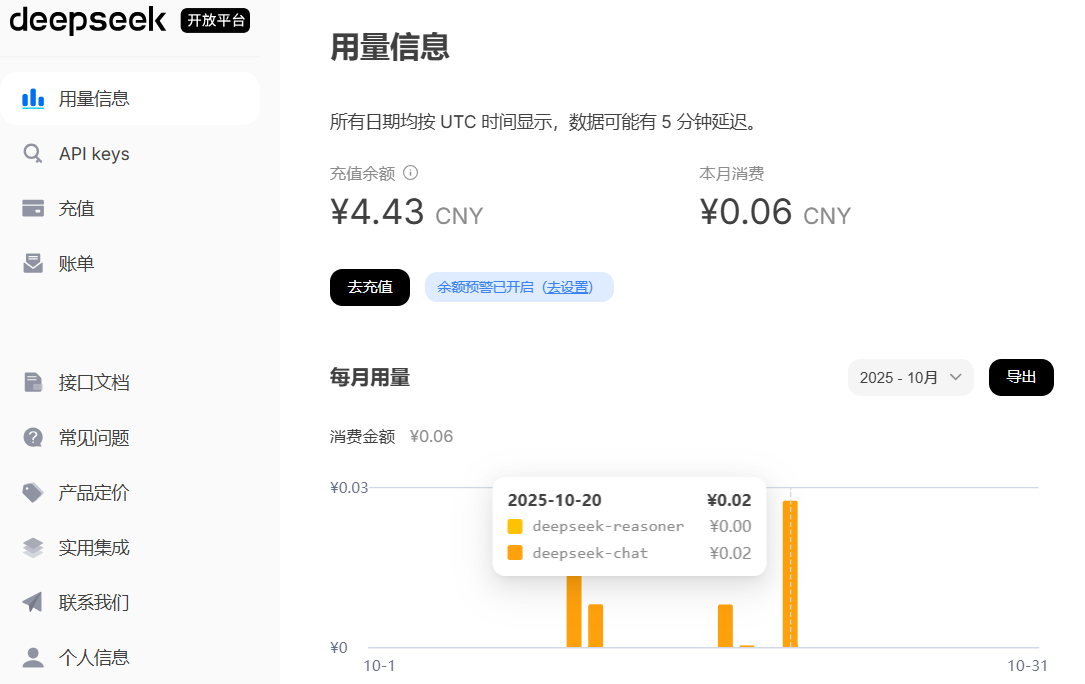 deepseek 开放平台
用量信息
API keys
充值
账单
接口文档
常见问题
产品定价
实用集成
联系我们
个人信息
用量信息
所有日期均按 UTC 时间显示，数据可能有 5 分钟延迟。
充值余额
¥4.43 CNY
本月消费
¥0.06 CNY
去充值
余额预警已开启（去设置）
每月用量
2025 - 10月
导出
消费金额 ¥0.06
¥0.03
2025-10-20 ¥0.02
deepseek-reasoner ¥0.00
deepseek-chat ¥0.02
¥0
10-1 10-31